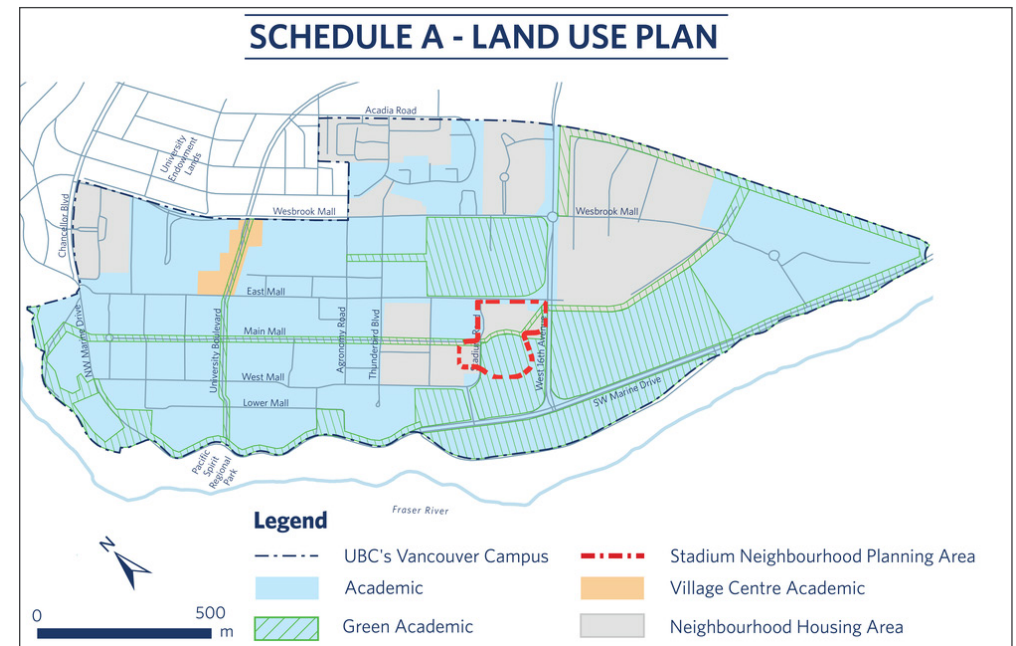 SCHEDULE A - LAND USE PLAN
Acadia Road
University
Endowment
Lands
Chancellor Blvd
Wesbrook Mall
Wesbrook Mall
East Mall
NW Marine Drive
Main Mall
University Boulevard
Agronomy Road
Thunderbird Blvd
Stadium Road
West 16th Avenue
West Mall
Lower Mall
SW Marine Drive
Pacific
Spirit
Regional
Park
Fraser River
Legend
N
UBC's Vancouver Campus
Stadium Neighbourhood Planning Area
Academic
Village Centre Academic
0
500
m
Green Academic
Neighbourhood Housing Area